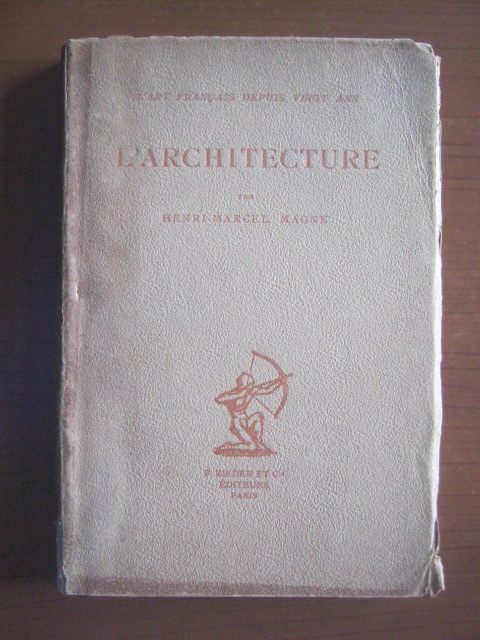 L'ART FRANÇAIS DEPUIS VINGT ANS
L'ARCHITECTURE
PAR
HENRI-MARCEL MAGNE
F. RIEDER ET Cie
ÉDITEURS
PARIS